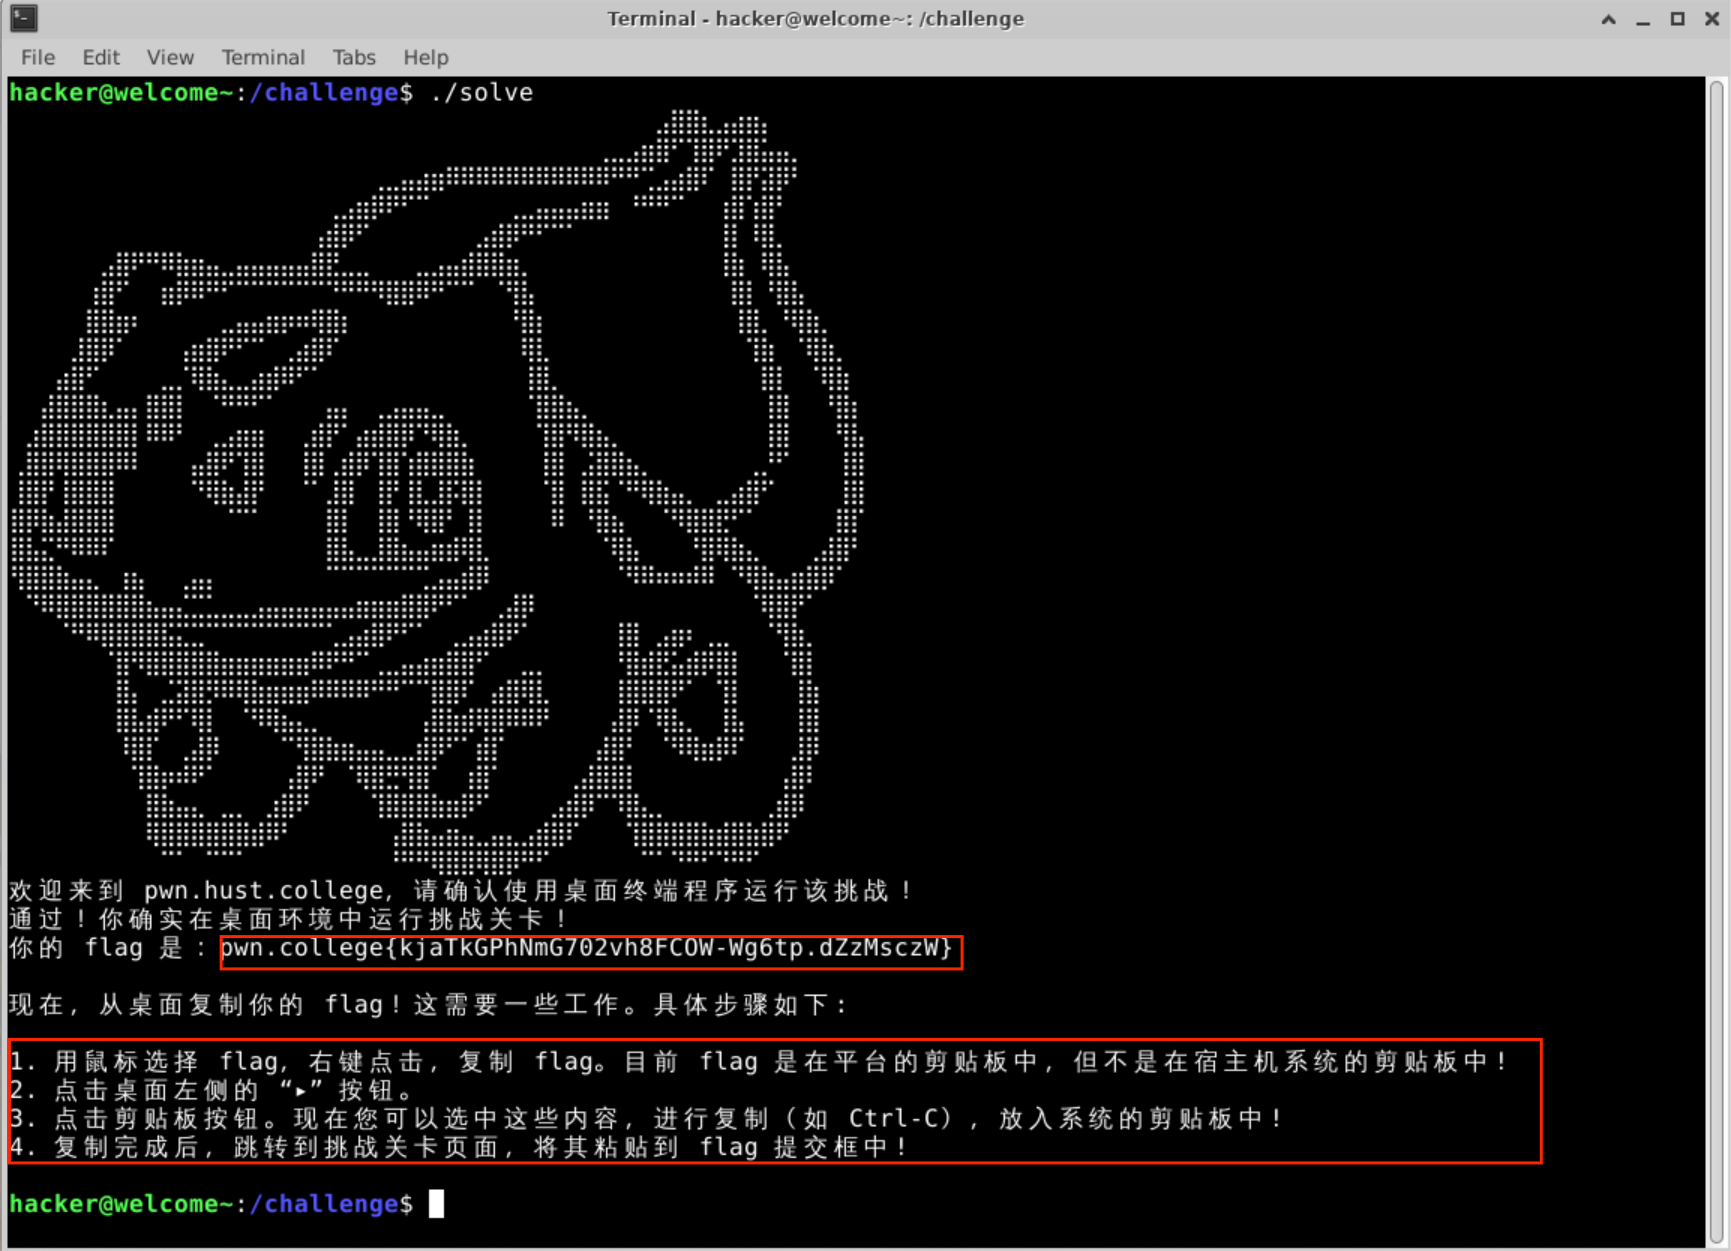 Terminal - hacker@welcome~: /challenge
File Edit View Terminal Tabs Help
hacker@welcome~:/challenge$ ./solve
欢迎来到 pwn.hust.college, 请确认使用桌面终端程序运行该挑战！
通过！你确实在桌面环境中运行挑战关卡！
你的 flag 是：pwn.college{kjaTkGPhNmG702vh8FCOW-Wg6tp.dZzMsczW}
现在, 从桌面复制你的 flag！这需要一些工作。具体步骤如下：
1. 用鼠标选择 flag, 右键点击, 复制 flag。目前 flag 是在平台的剪贴板中, 但不是在宿主机系统的剪贴板中！
2. 点击桌面左侧的 “▸” 按钮。
3. 点击剪贴板按钮。现在您可以选中这些内容, 进行复制（如 Ctrl-C）, 放入系统的剪贴板中！
4. 复制完成后, 跳转到挑战关卡页面, 将其粘贴到 flag 提交框中！
hacker@welcome~:/challenge$